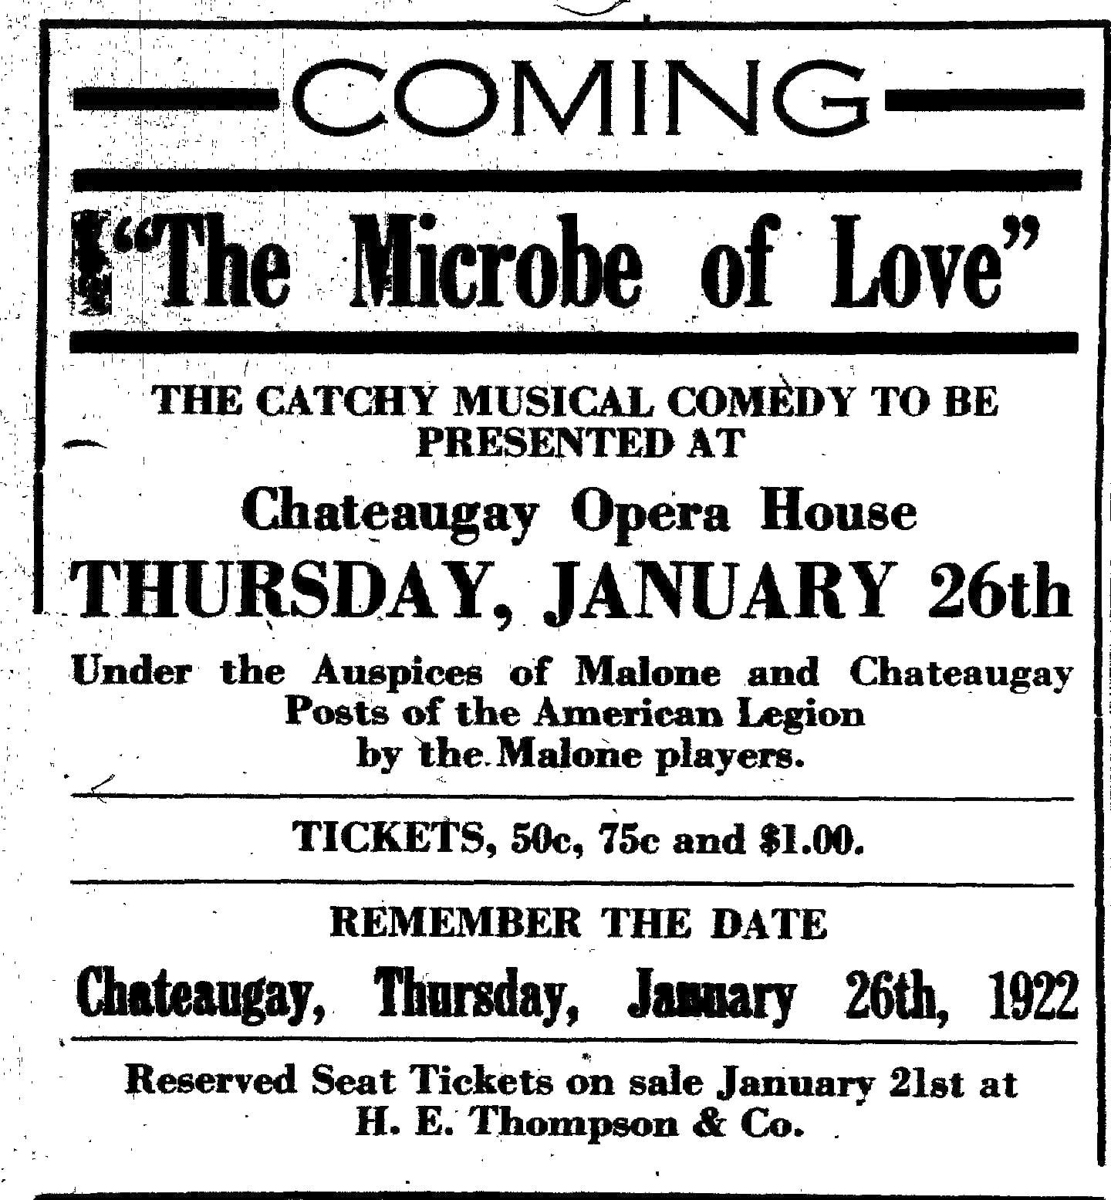 COMING
"The Microbe of Love"
THE CATCHY MUSICAL COMEDY TO BE
PRESENTED AT
Chateaugay Opera House
THURSDAY, JANUARY 26th
Under the Auspices of Malone and Chateaugay
Posts of the American Legion
by the Malone players.
TICKETS, 50c, 75c and $1.00.
REMEMBER THE DATE
Chateaugay, Thursday, January 26th, 1922
Reserved Seat Tickets on sale January 21st at
H. E. Thompson & Co.